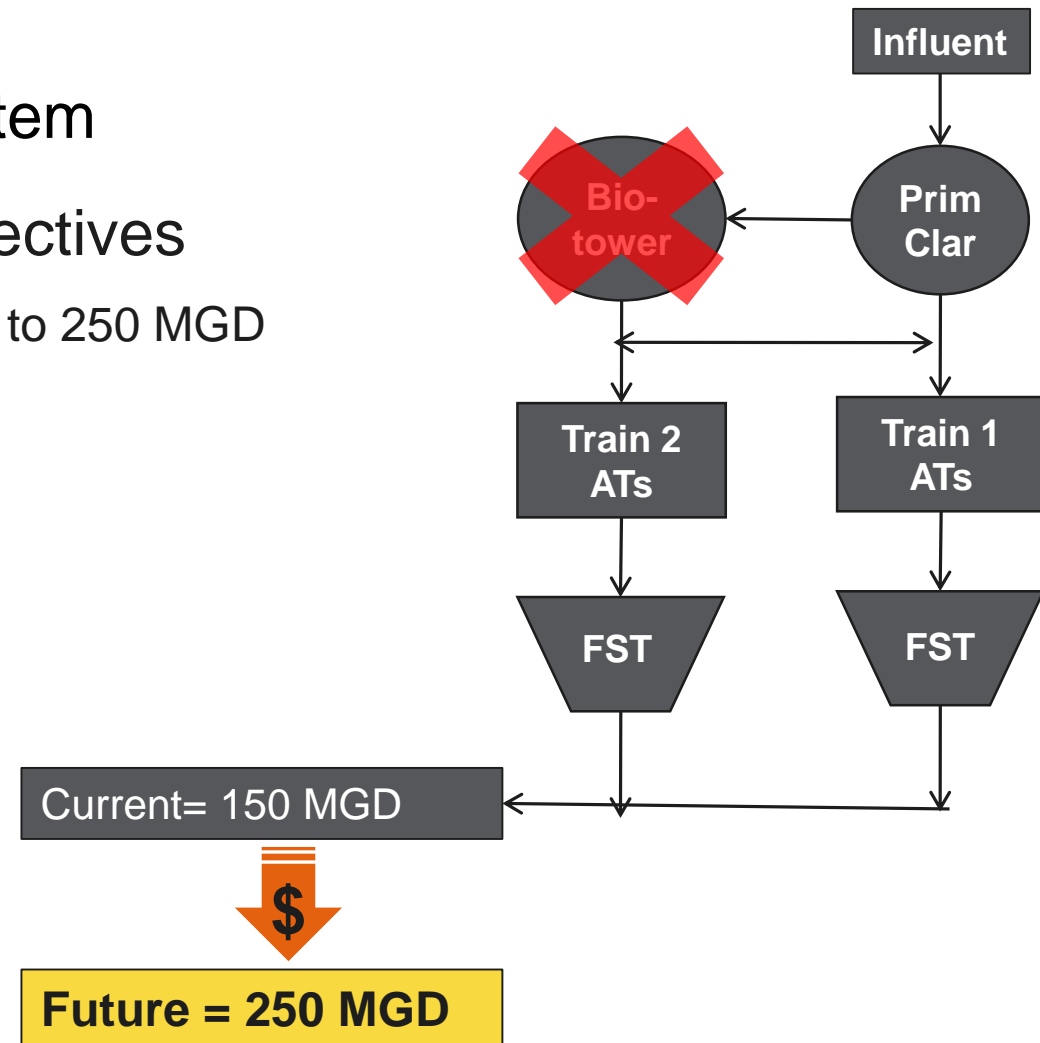 Influent
tem
ectives
to 250 MGD
Bio-
tower
Prim
Clar
Train 2
ATs
Train 1
ATs
FST
FST
Current= 150 MGD
$
Future = 250 MGD